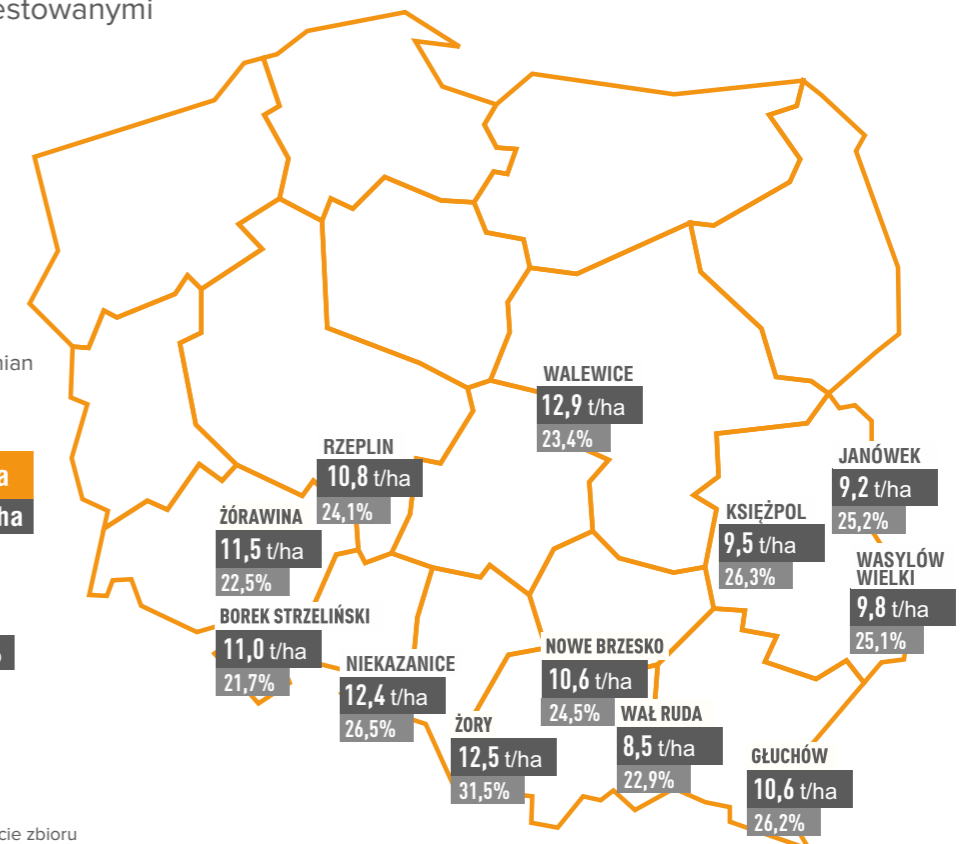 estowanymi
mian
WALEWICE
12,9 t/ha
23,4%
RZEPLIN
10,8 t/ha
24,1%
JANÓWEK
9,2 t/ha
25,2%
a
ha
ŻÓRAWINA
11,5 t/ha
22,5%
KSIĘŻPOL
9,5 t/ha
26,3%
WASYLÓW
WIELKI
9,8 t/ha
25,1%
BOREK STRZELIŃSKI
11,0 t/ha
21,7%
NIEKAZANICE
12,4 t/ha
26,5%
NOWE BRZESKO
10,6 t/ha
24,5%
ŻORY
12,5 t/ha
31,5%
WAŁ RUDA
8,5 t/ha
22,9%
GŁUCHÓW
10,6 t/ha
26,2%
cie zbioru